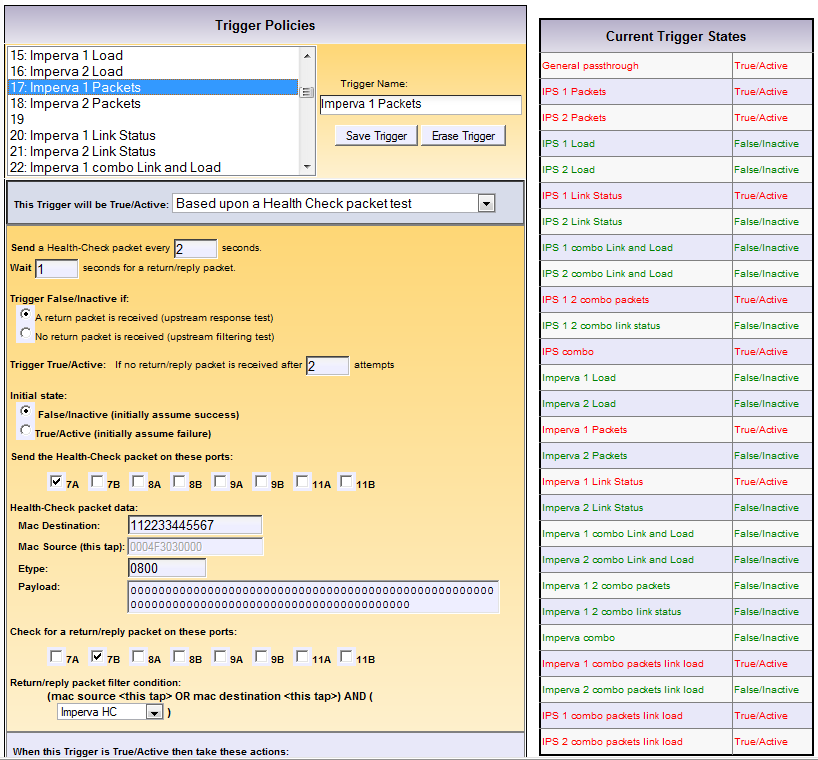 Trigger Policies
15: Imperva 1 Load
16: Imperva 2 Load
17: Imperva 1 Packets
18: Imperva 2 Packets
19
20: Imperva 1 Link Status
21: Imperva 2 Link Status
22: Imperva 1 combo Link and Load
Trigger Name:
Imperva 1 Packets
Save Trigger Erase Trigger
This Trigger will be True/Active: Based upon a Health Check packet test
Send a Health-Check packet every 2 seconds.
Wait 1 seconds for a return/reply packet.
Trigger False/Inactive if:
A return packet is received (upstream response test)
No return packet is received (upstream filtering test)
Trigger True/Active: If no return/reply packet is received after 2 attempts
Initial state:
False/Inactive (initially assume success)
True/Active (initially assume failure)
Send the Health-Check packet on these ports:
7A 7B 8A 8B 9A 9B 11A 11B
Health-Check packet data:
Mac Destination: 112233445567
Mac Source (this tap): 0004F3030000
Etype: 0800
Payload: 0000000000000000000000000000000000000000000000000000
0000000000000000000000000000000000000000
Check for a return/reply packet on these ports:
7A 7B 8A 8B 9A 9B 11A 11B
Return/reply packet filter condition:
(mac source <this tap> OR mac destination <this tap>) AND (
Imperva HC )
When this Trigger is True/Active then take these actions:
Current Trigger States
General passthrough True/Active
IPS 1 Packets True/Active
IPS 2 Packets True/Active
IPS 1 Load False/Inactive
IPS 2 Load False/Inactive
IPS 1 Link Status True/Active
IPS 2 Link Status False/Inactive
IPS 1 combo Link and Load False/Inactive
IPS 2 combo Link and Load False/Inactive
IPS 1 2 combo packets True/Active
IPS 1 2 combo link status False/Inactive
IPS combo True/Active
Imperva 1 Load False/Inactive
Imperva 2 Load False/Inactive
Imperva 1 Packets True/Active
Imperva 2 Packets False/Inactive
Imperva 1 Link Status True/Active
Imperva 2 Link Status False/Inactive
Imperva 1 combo Link and Load False/Inactive
Imperva 2 combo Link and Load False/Inactive
Imperva 1 2 combo packets False/Inactive
Imperva 1 2 combo link status False/Inactive
Imperva combo False/Inactive
Imperva 1 combo packets link load True/Active
Imperva 2 combo packets link load False/Inactive
IPS 1 combo packets link load True/Active
IPS 2 combo packets link load True/Active